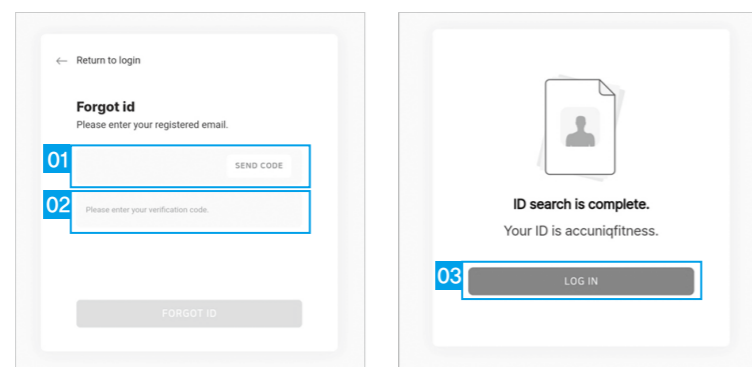 ← Return to login
Forgot id
Please enter your registered email.
01
SEND CODE
02
Please enter your verification code.
FORGOT ID
ID search is complete.
Your ID is accuniqfitness.
03
LOG IN